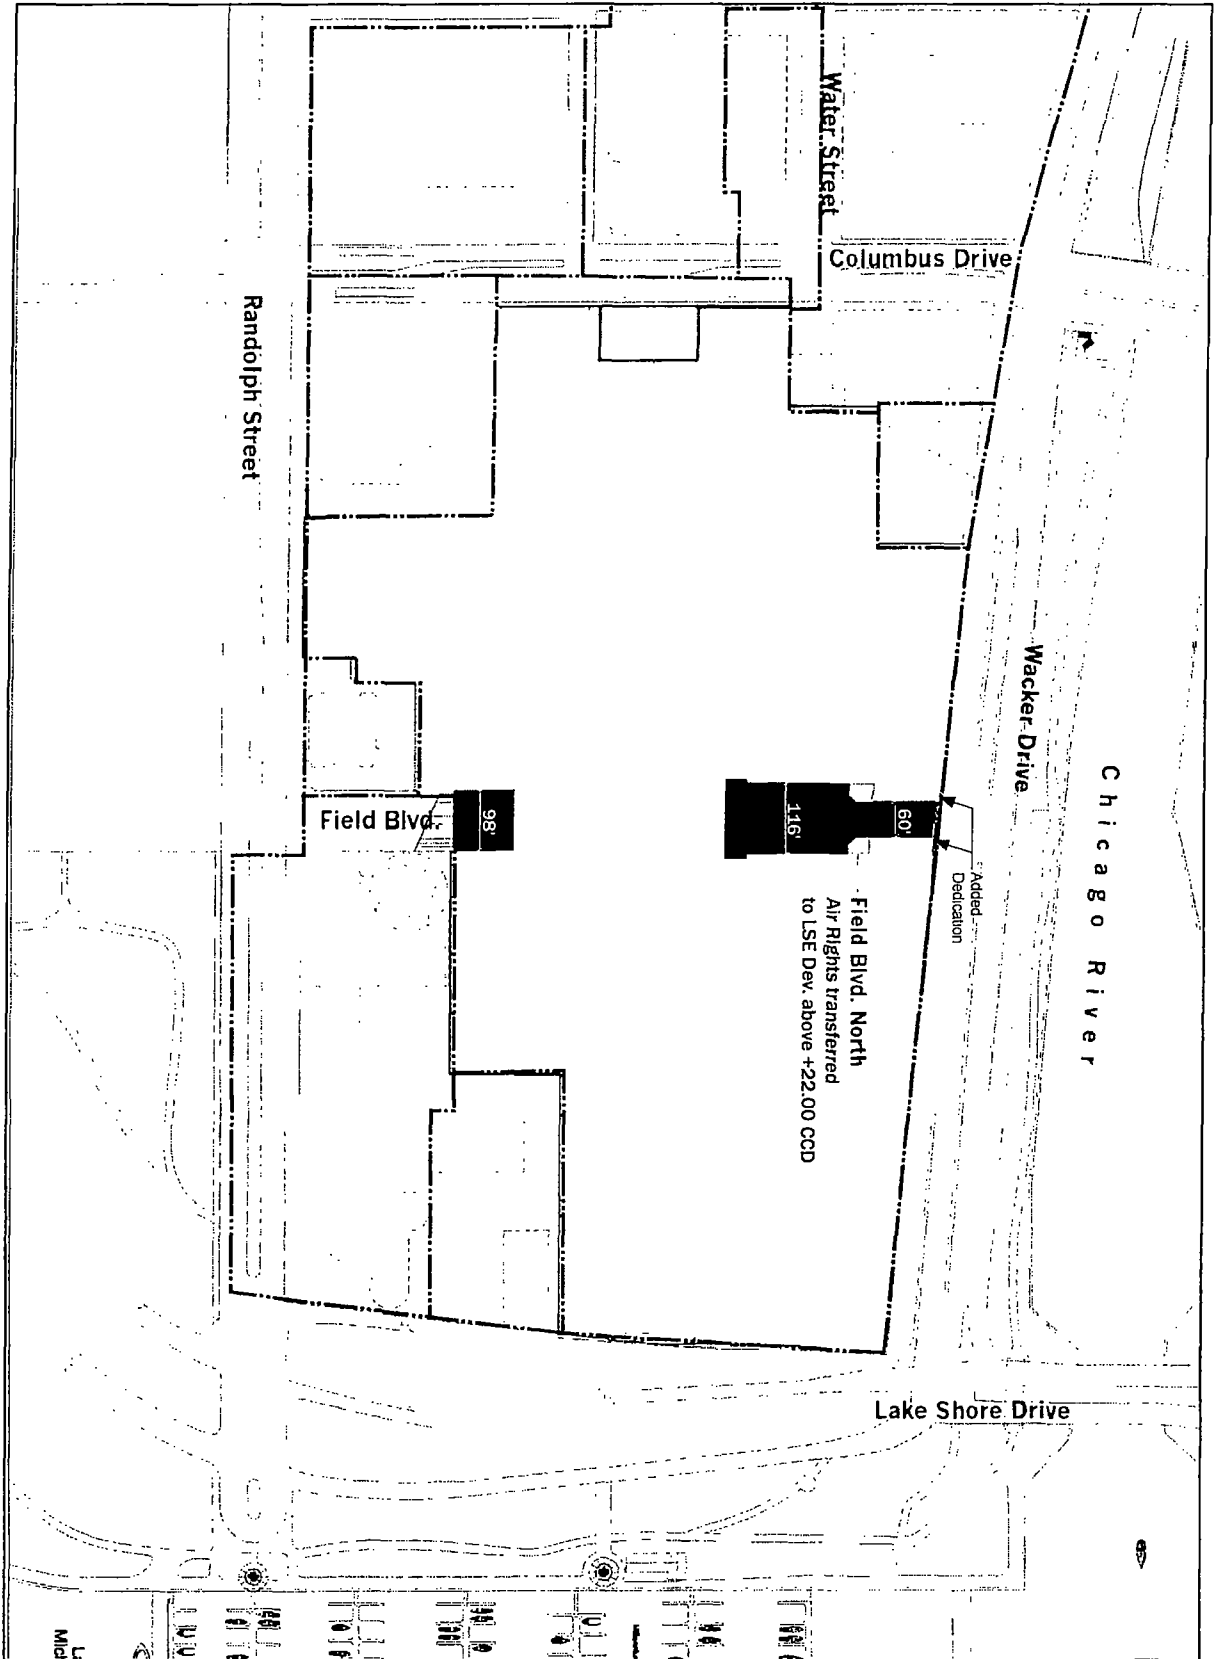 Water Street
Columbus Drive
Randolph Street
Wacker Drive
Chicago River
Field Blvd.
98'
116'
60'
Added
Dedication
Field Blvd. North
Air Rights transferred
to LSE Dev. above +22.00 CCD
Lake Shore Drive